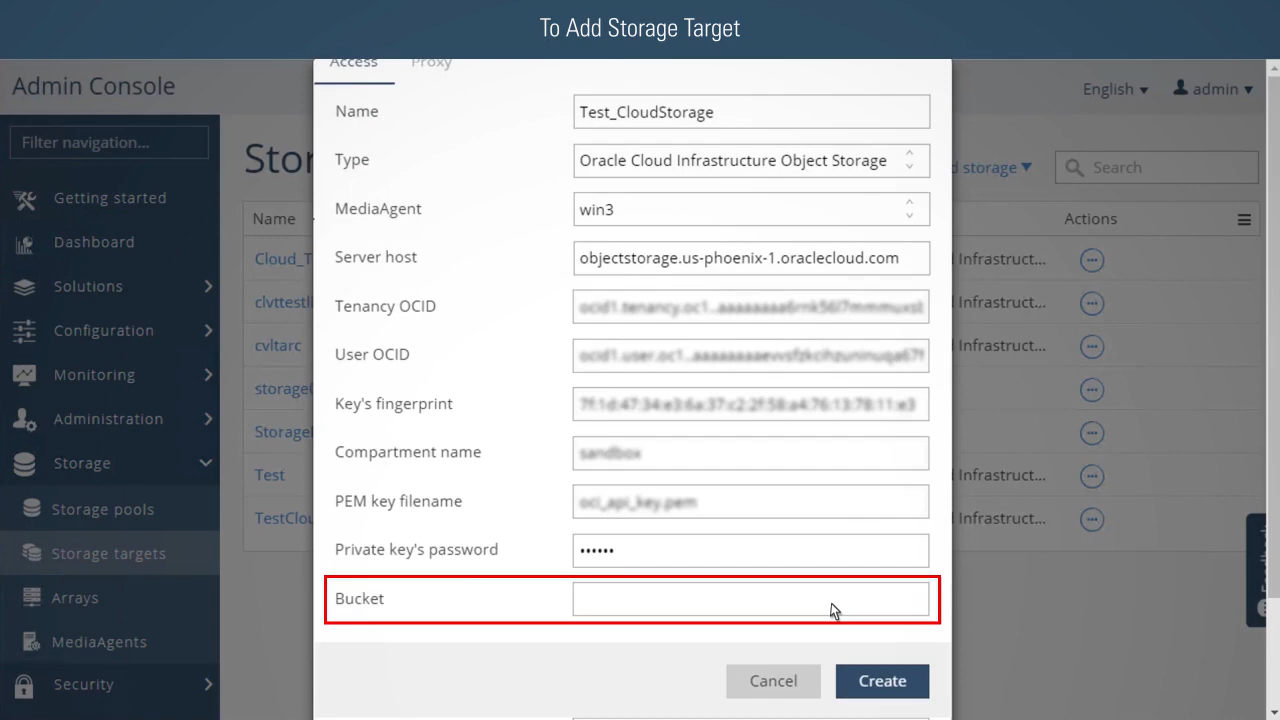 To Add Storage Target
Admin Console
English
admin
Filter navigation...
Getting started
Dashboard
Solutions
Configuration
Monitoring
Administration
Storage
Storage pools
Storage targets
Arrays
MediaAgents
Security
Stor
d storage
Search
Name
Actions
Cloud_T
d Infrastruct...
clvttestli
d Infrastruct...
cvltarc
d Infrastruct...
storage
Storage
Test
d Infrastruct...
TestClou
d Infrastruct...
Access
Proxy
Name
Test_CloudStorage
Type
Oracle Cloud Infrastructure Object Storage
MediaAgent
win3
Server host
objectstorage.us-phoenix-1.oraclecloud.com
Tenancy OCID
User OCID
Key's fingerprint
Compartment name
sandbox
PEM key filename
oci_api_key.pem
Private key's password
••••••
Bucket
Cancel
Create